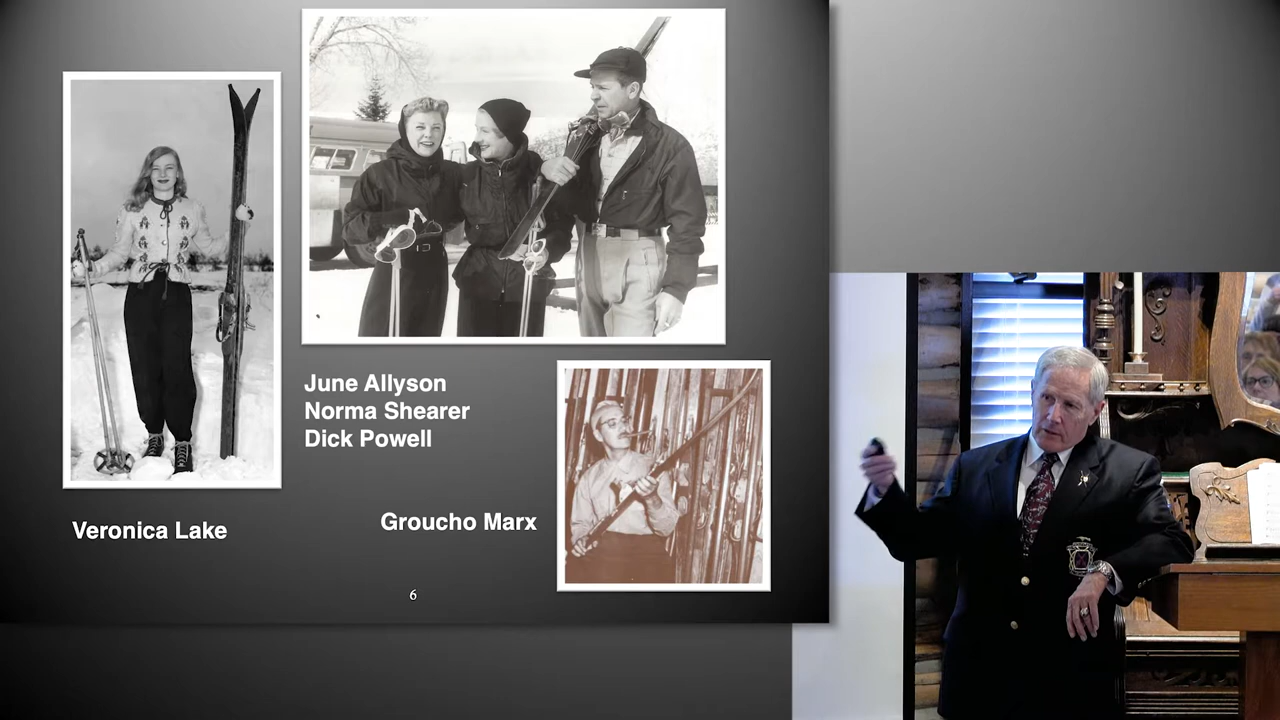 June Allyson
Norma Shearer
Dick Powell
Veronica Lake
Groucho Marx
6